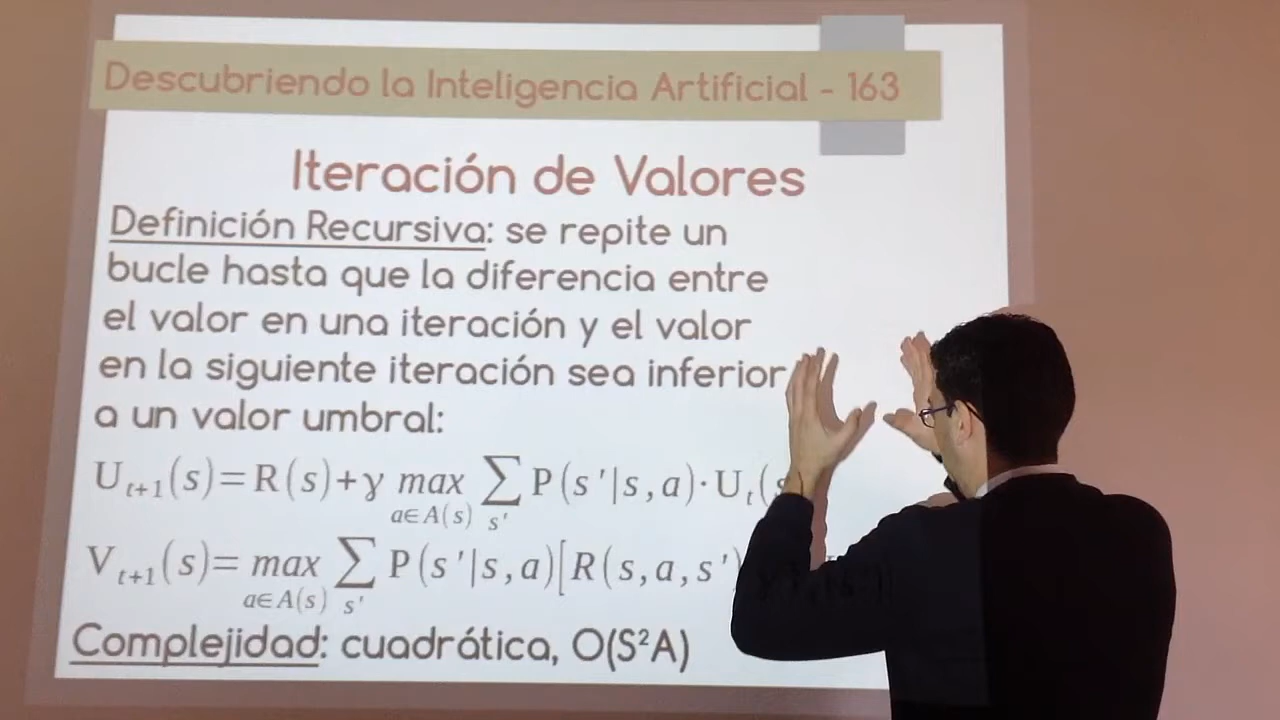 Descubriendo la Inteligencia Artificial - 163
Iteración de Valores
Definición Recursiva: se repite un
bucle hasta que la diferencia entre
el valor en una iteración y el valor
en la siguiente iteración sea inferior
a un valor umbral:
U_{t+1}(s)=R(s)+γ max_{a∈A(s)} ∑_{s'} P(s'|s,a)·U_t(s
V_{t+1}(s)= max_{a∈A(s)} ∑_{s'} P(s'|s,a)[R(s,a,s')
Complejidad: cuadrática, O(S²A)